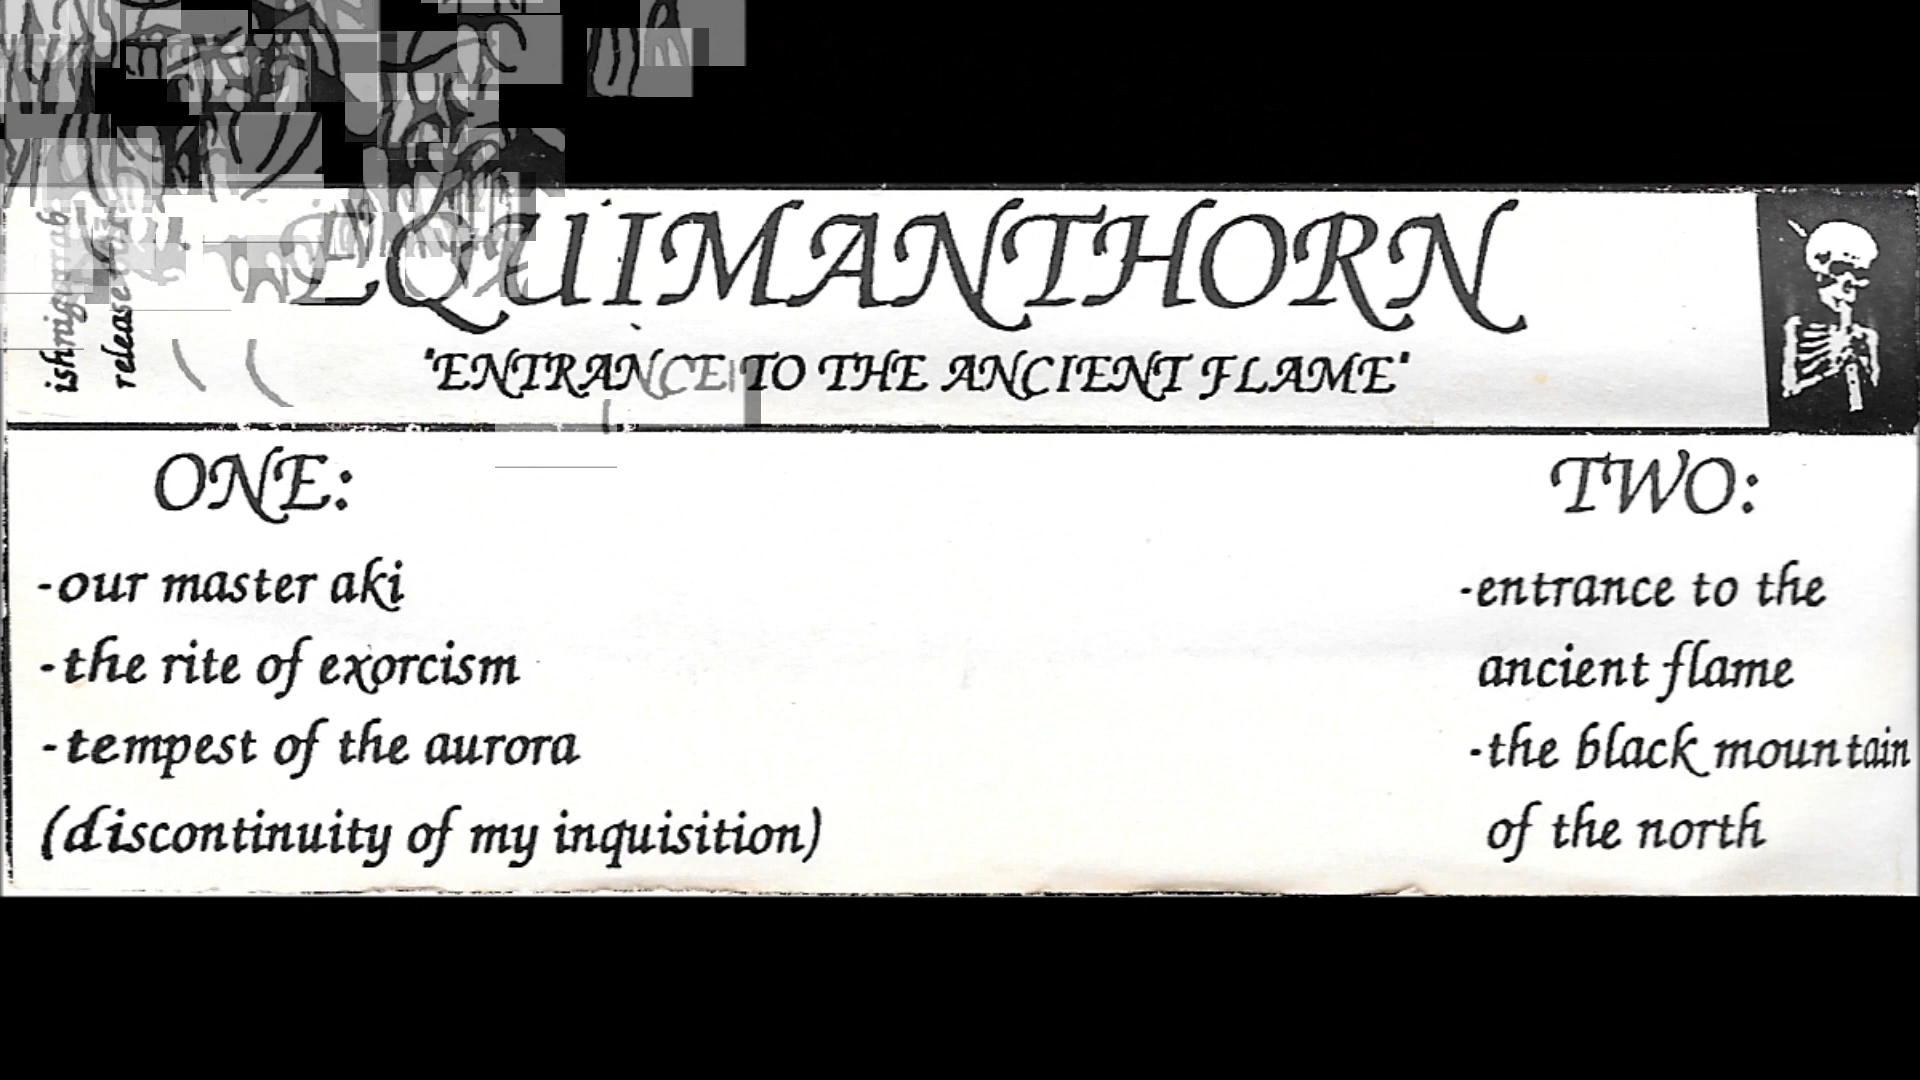 ishniggarab
release
EQUIMANTHORN
"ENTRANCE TO THE ANCIENT FLAME"
ONE:
-our master aki
-the rite of exorcism
-tempest of the aurora
(discontinuity of my inquisition)
TWO:
-entrance to the
ancient flame
-the black mountain
of the north